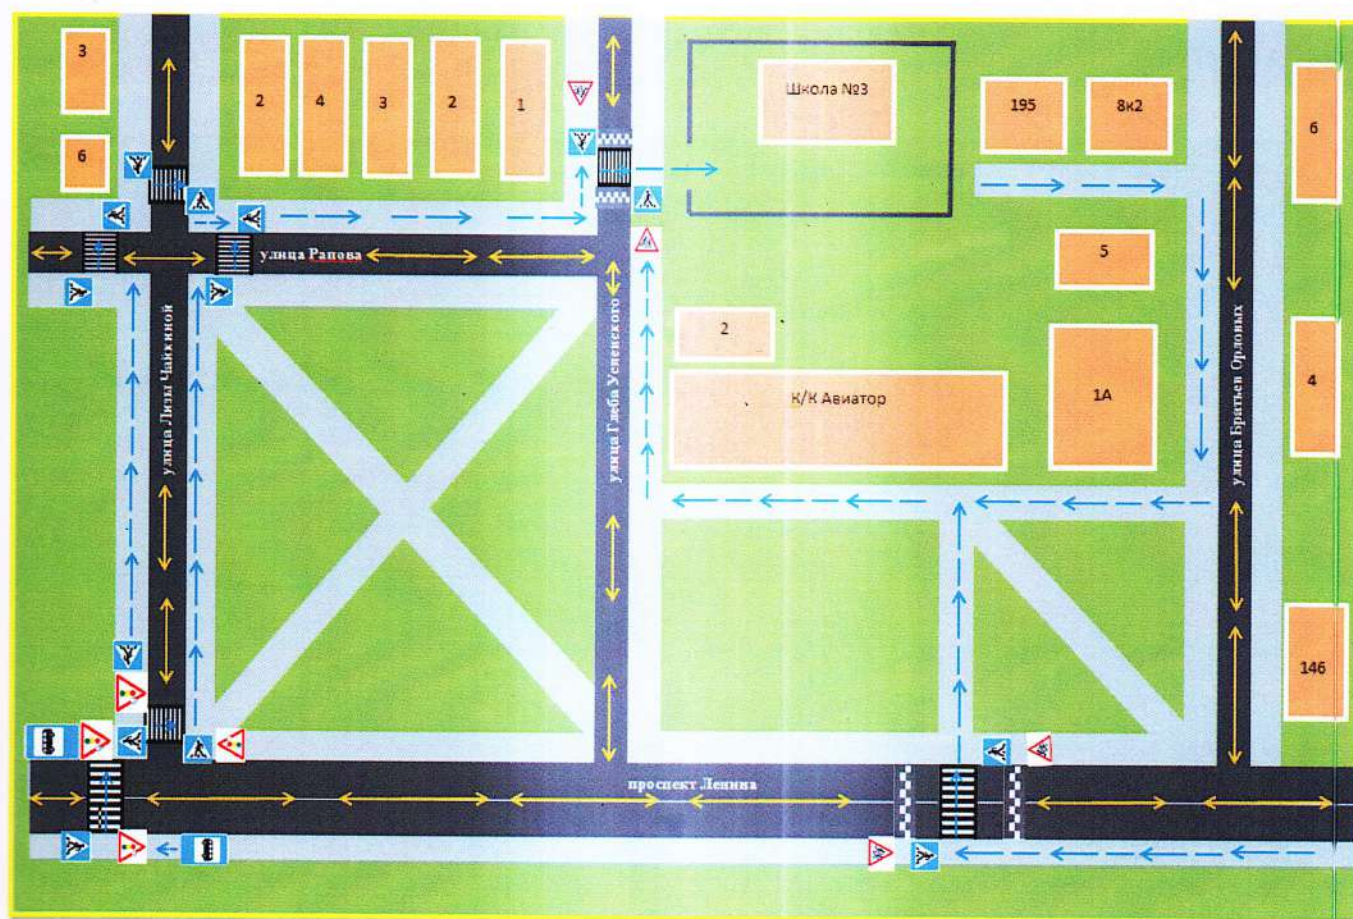 3
2
4
3
2
1
Школа №3
195
8к2
6
6
улица Рапова
5
2
улица Лизы Чайкиной
улица Глеба Успенского
К/К Авиатор
1А
улица Братьев Орловых
4
146
проспект Ленина